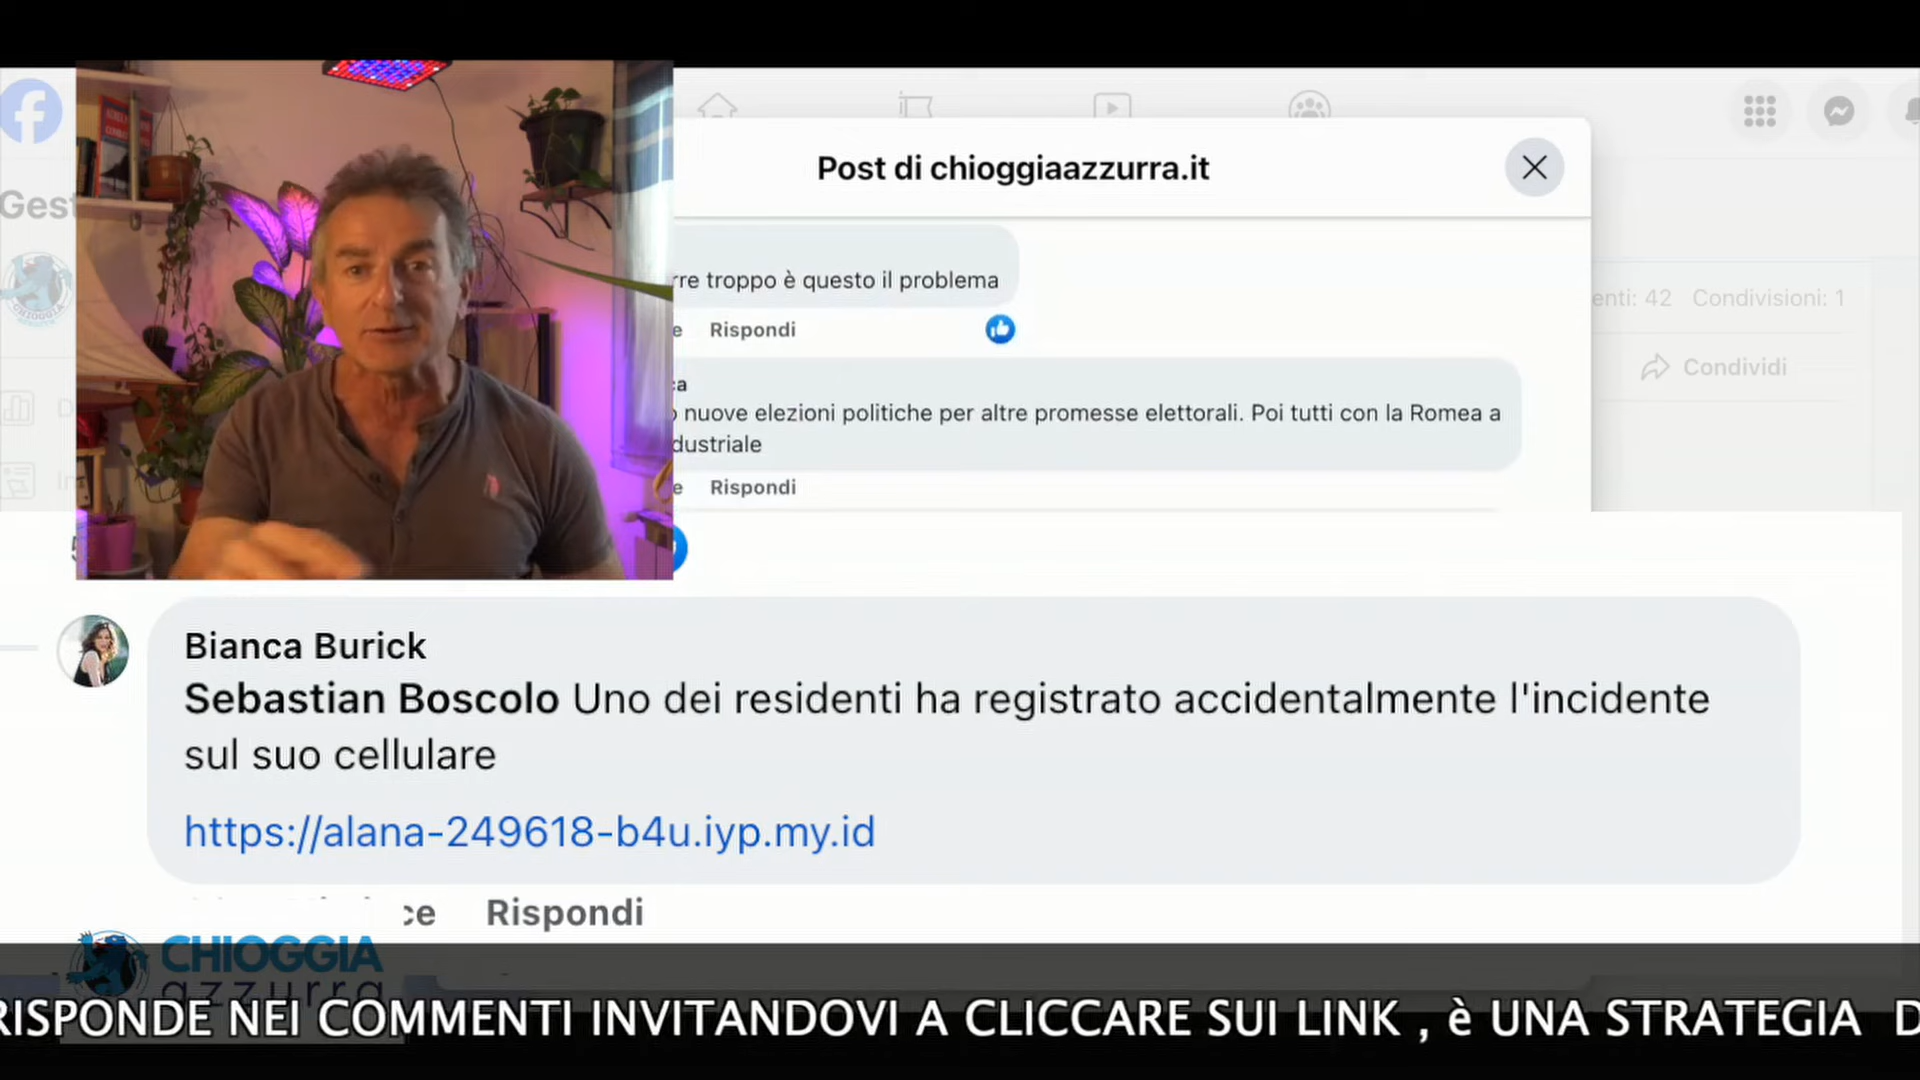 Post di chioggiaazzurra.it
Gest
rre troppo è questo il problema
enti: 42 Condivisioni: 1
Rispondi
Condividi
nuove elezioni politiche per altre promesse elettorali. Poi tutti con la Romea a
dustriale
Rispondi
Bianca Burick
Sebastian Boscolo Uno dei residenti ha registrato accidentalmente l'incidente
sul suo cellulare
https://alana-249618-b4u.iyp.my.id
ce Rispondi
CHIOGGIA
azzurra
RISPONDE NEI COMMENTI INVITANDOVI A CLICCARE SUI LINK , è UNA STRATEGIA D